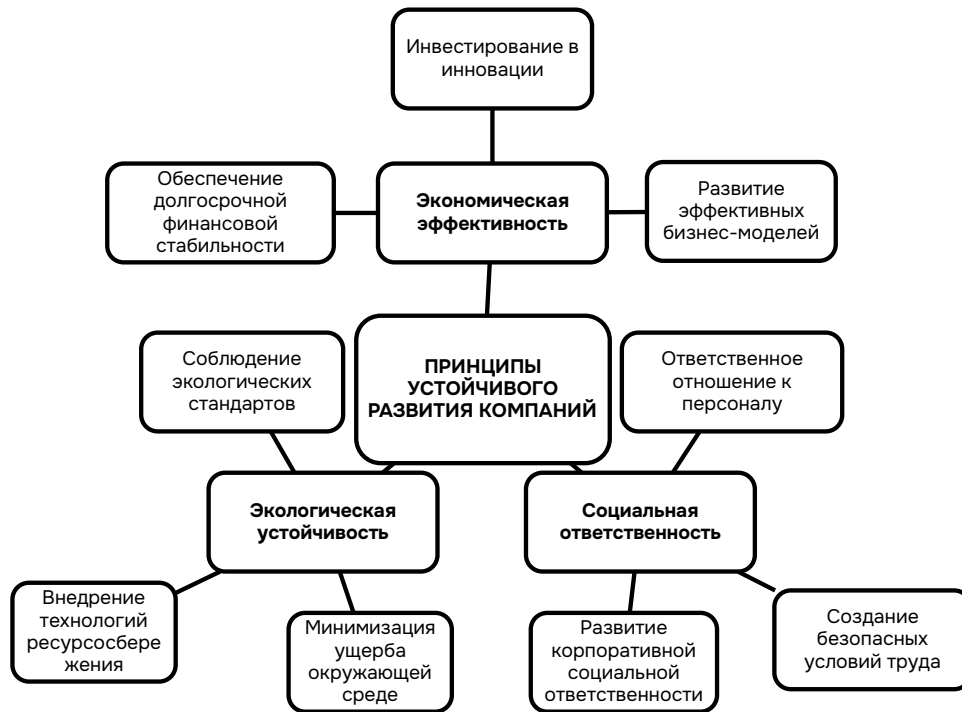 Инвестирование в
инновации
Обеспечение
долгосрочной
финансовой
стабильности
Экономическая
эффективность
Развитие
эффективных
бизнес-моделей
ПРИНЦИПЫ
УСТОЙЧИВОГО
РАЗВИТИЯ КОМПАНИЙ
Соблюдение
экологических
стандартов
Ответственное
отношение к
персоналу
Экологическая
устойчивость
Социальная
ответственность
Внедрение
технологий
ресурсосбере
жения
Минимизация
ущерба
окружающей
среде
Развитие
корпоративной
социальной
ответственности
Создание
безопасных
условий труда